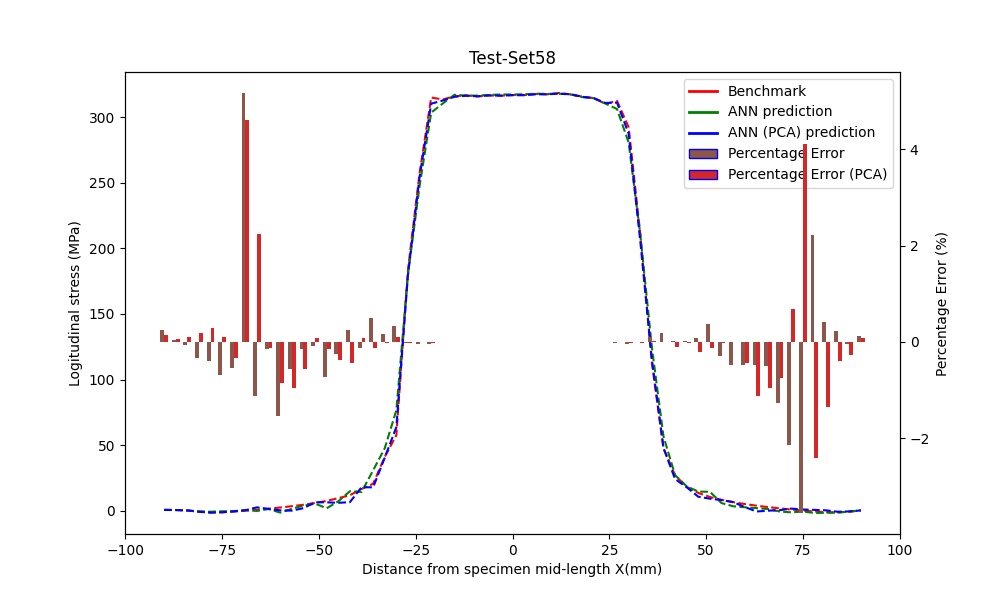 Test-Set58
Benchmark
ANN prediction
ANN (PCA) prediction
Percentage Error
Percentage Error (PCA)
300
250
200
150
100
50
0
Logitudinal stress (MPa)
4
2
0
−2
Percentage Error (%)
−100
−75
−50
−25
0
25
50
75
100
Distance from specimen mid-length X(mm)